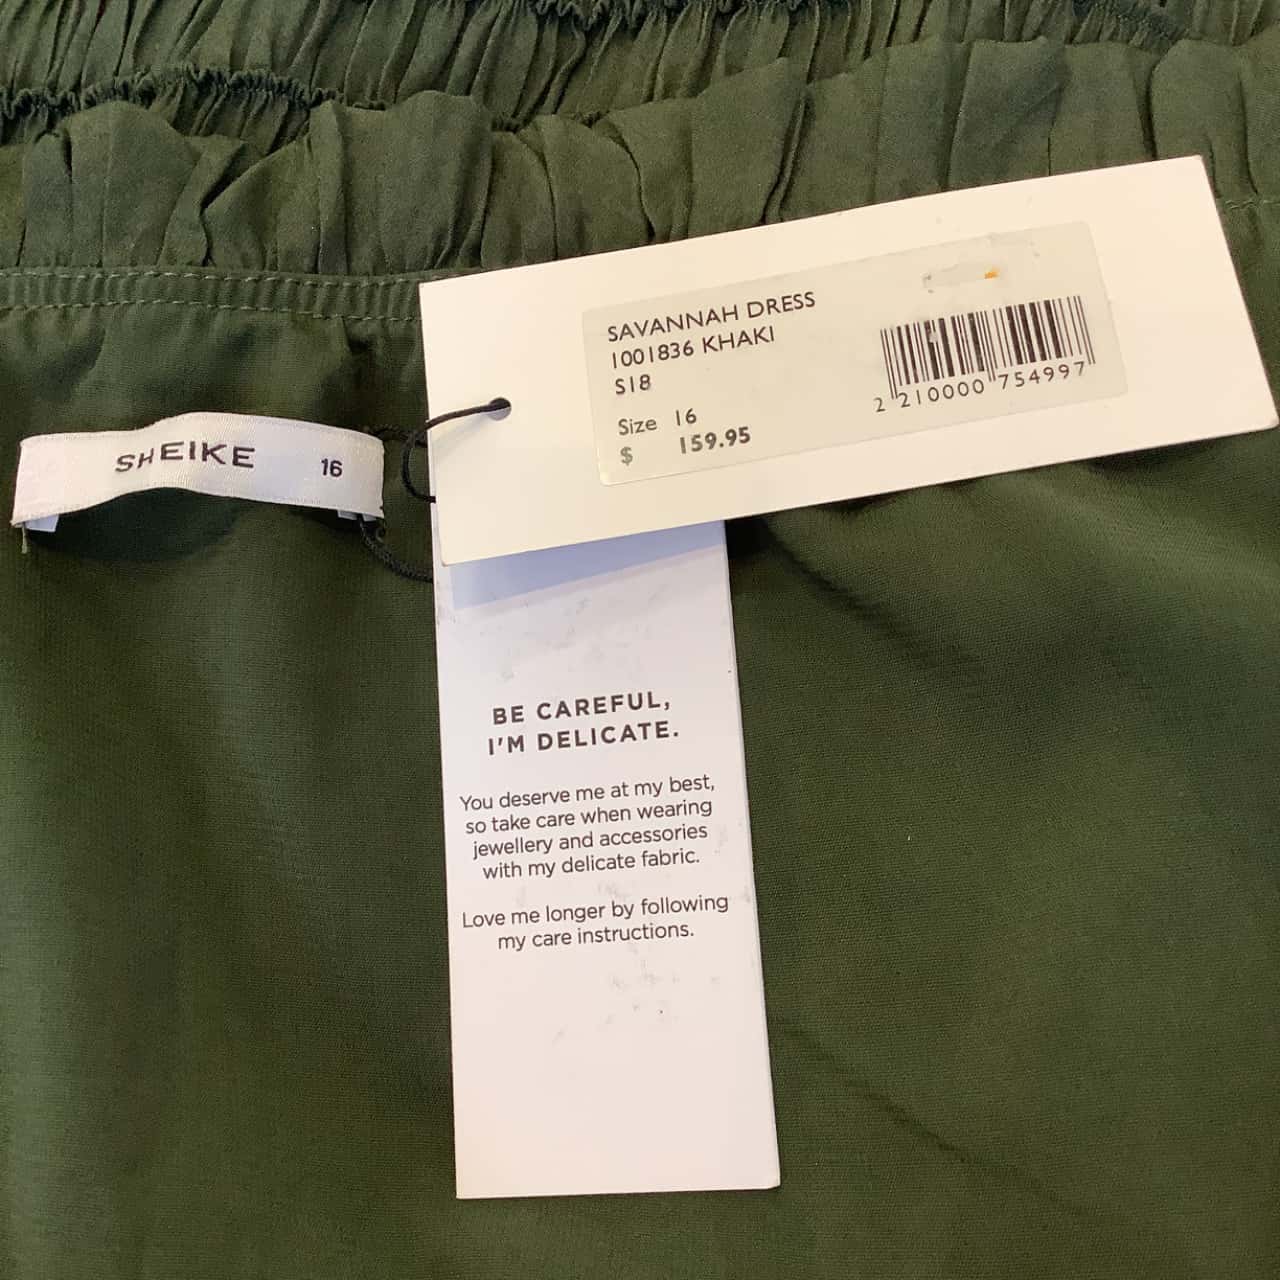 SHEIKE 16
SAVANNAH DRESS
1001836 KHAKI
S18
Size 16
$ 159.95
2 210000 754997
BE CAREFUL,
I'M DELICATE.
You deserve me at my best,
so take care when wearing
jewellery and accessories
with my delicate fabric.
Love me longer by following
my care instructions.